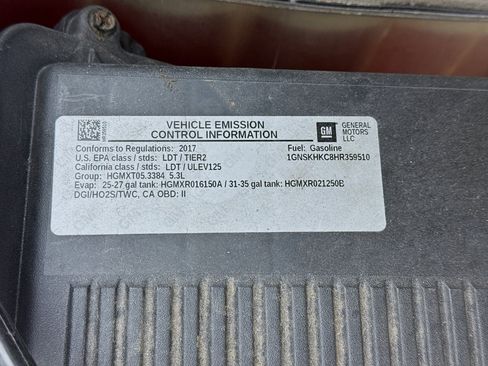 VEHICLE EMISSION
CONTROL INFORMATION
GM
GENERAL
MOTORS
LLC
Conforms to Regulations: 2017
Fuel: Gasoline
U.S. EPA class / stds: LDT / TIER2
1GNSKHKC8HR359510
California class / stds: LDT / ULEV125
Group: HGMXT05.3384 5.3L
Evap: 25-27 gal tank: HGMXR016150A / 31-35 gal tank: HGMXR021250B
DGI/HO2S/TWC, CA OBD: II